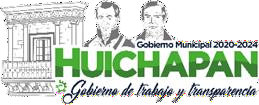 Gobierno Municipal 2020-2024
HUICHAPAN
Gobierno de trabajo y transparencia